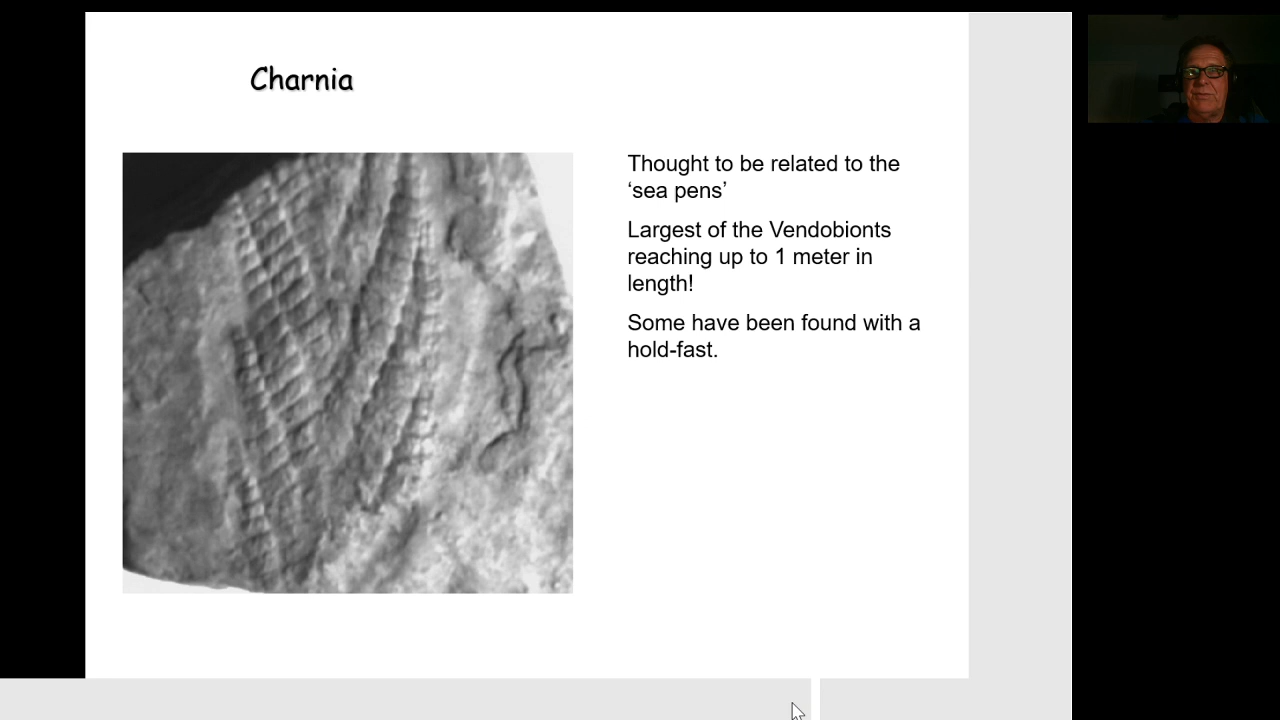 Charnia
Thought to be related to the
‘sea pens’
Largest of the Vendobionts
reaching up to 1 meter in
length!
Some have been found with a
hold-fast.